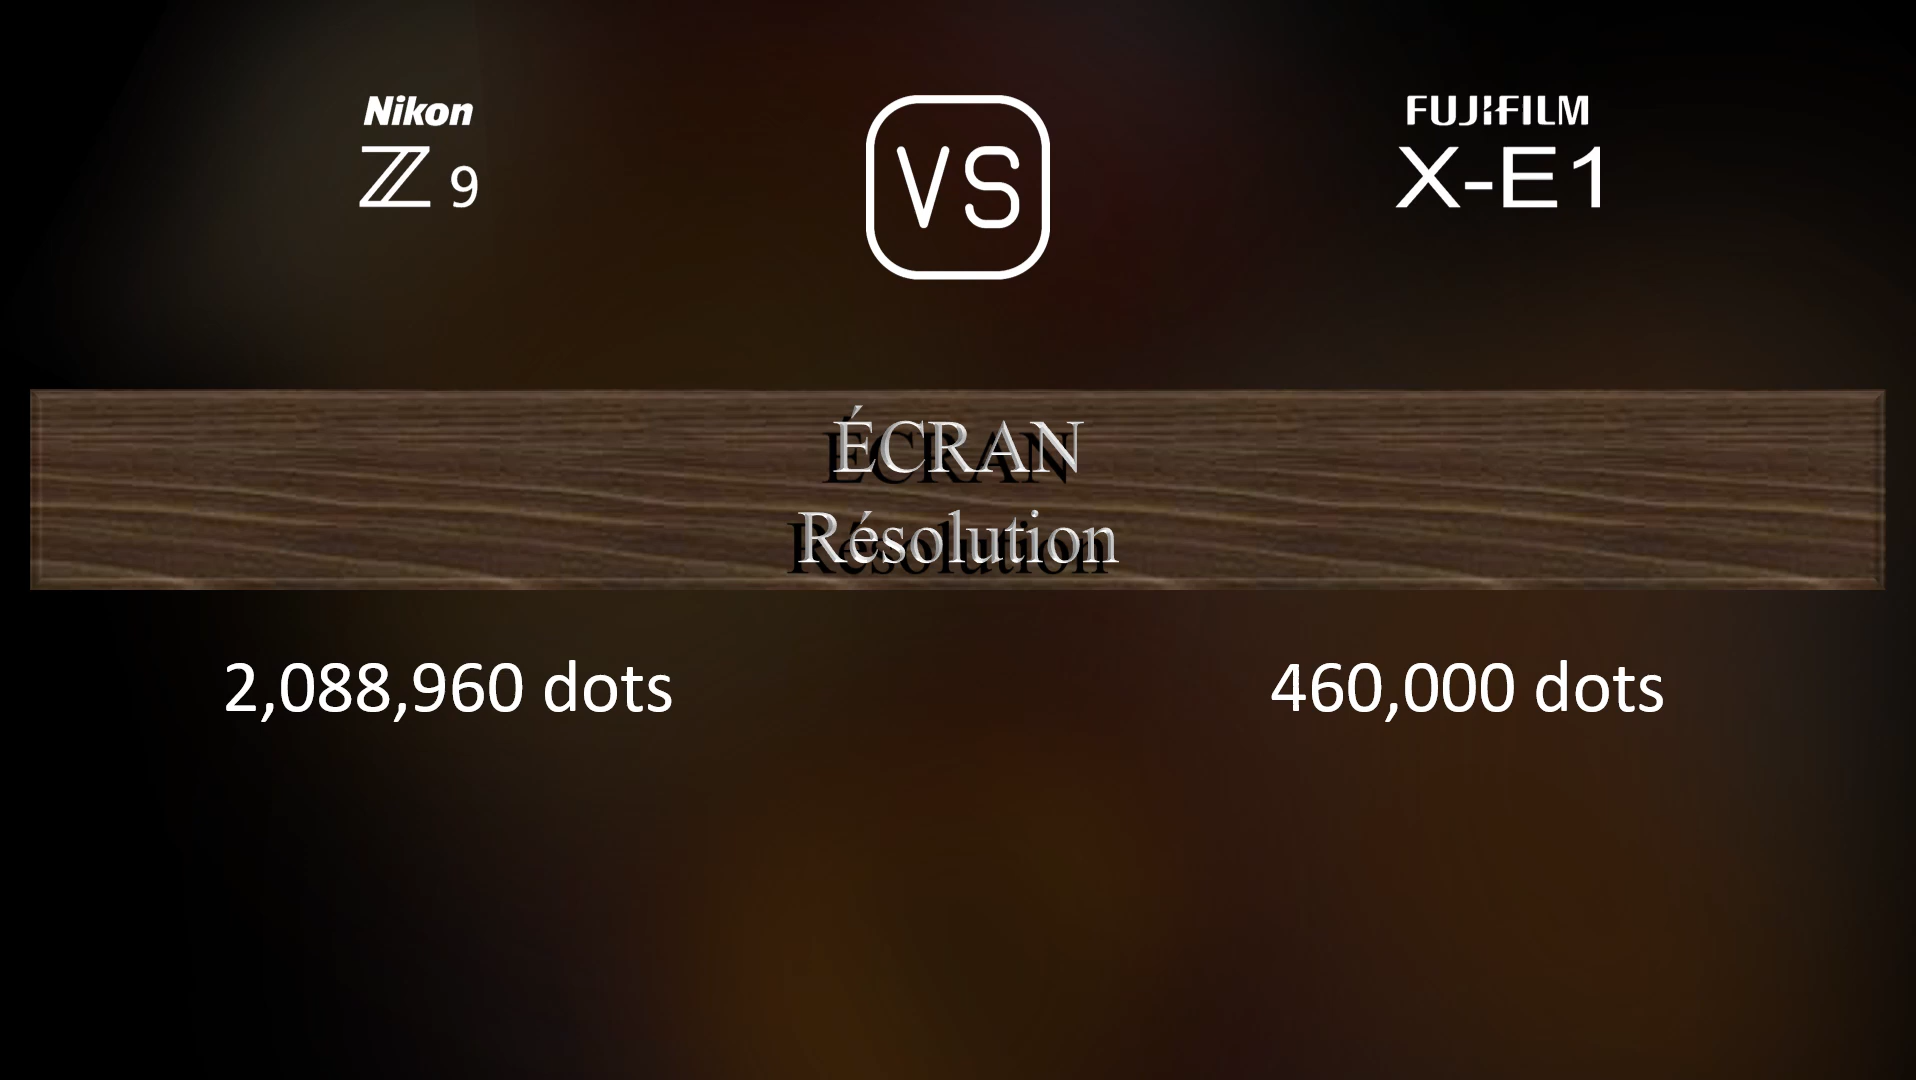 Nikon
Z 9
VS
FUJIFILM
X-E1
ÉCRAN
Résolution
2,088,960 dots
460,000 dots